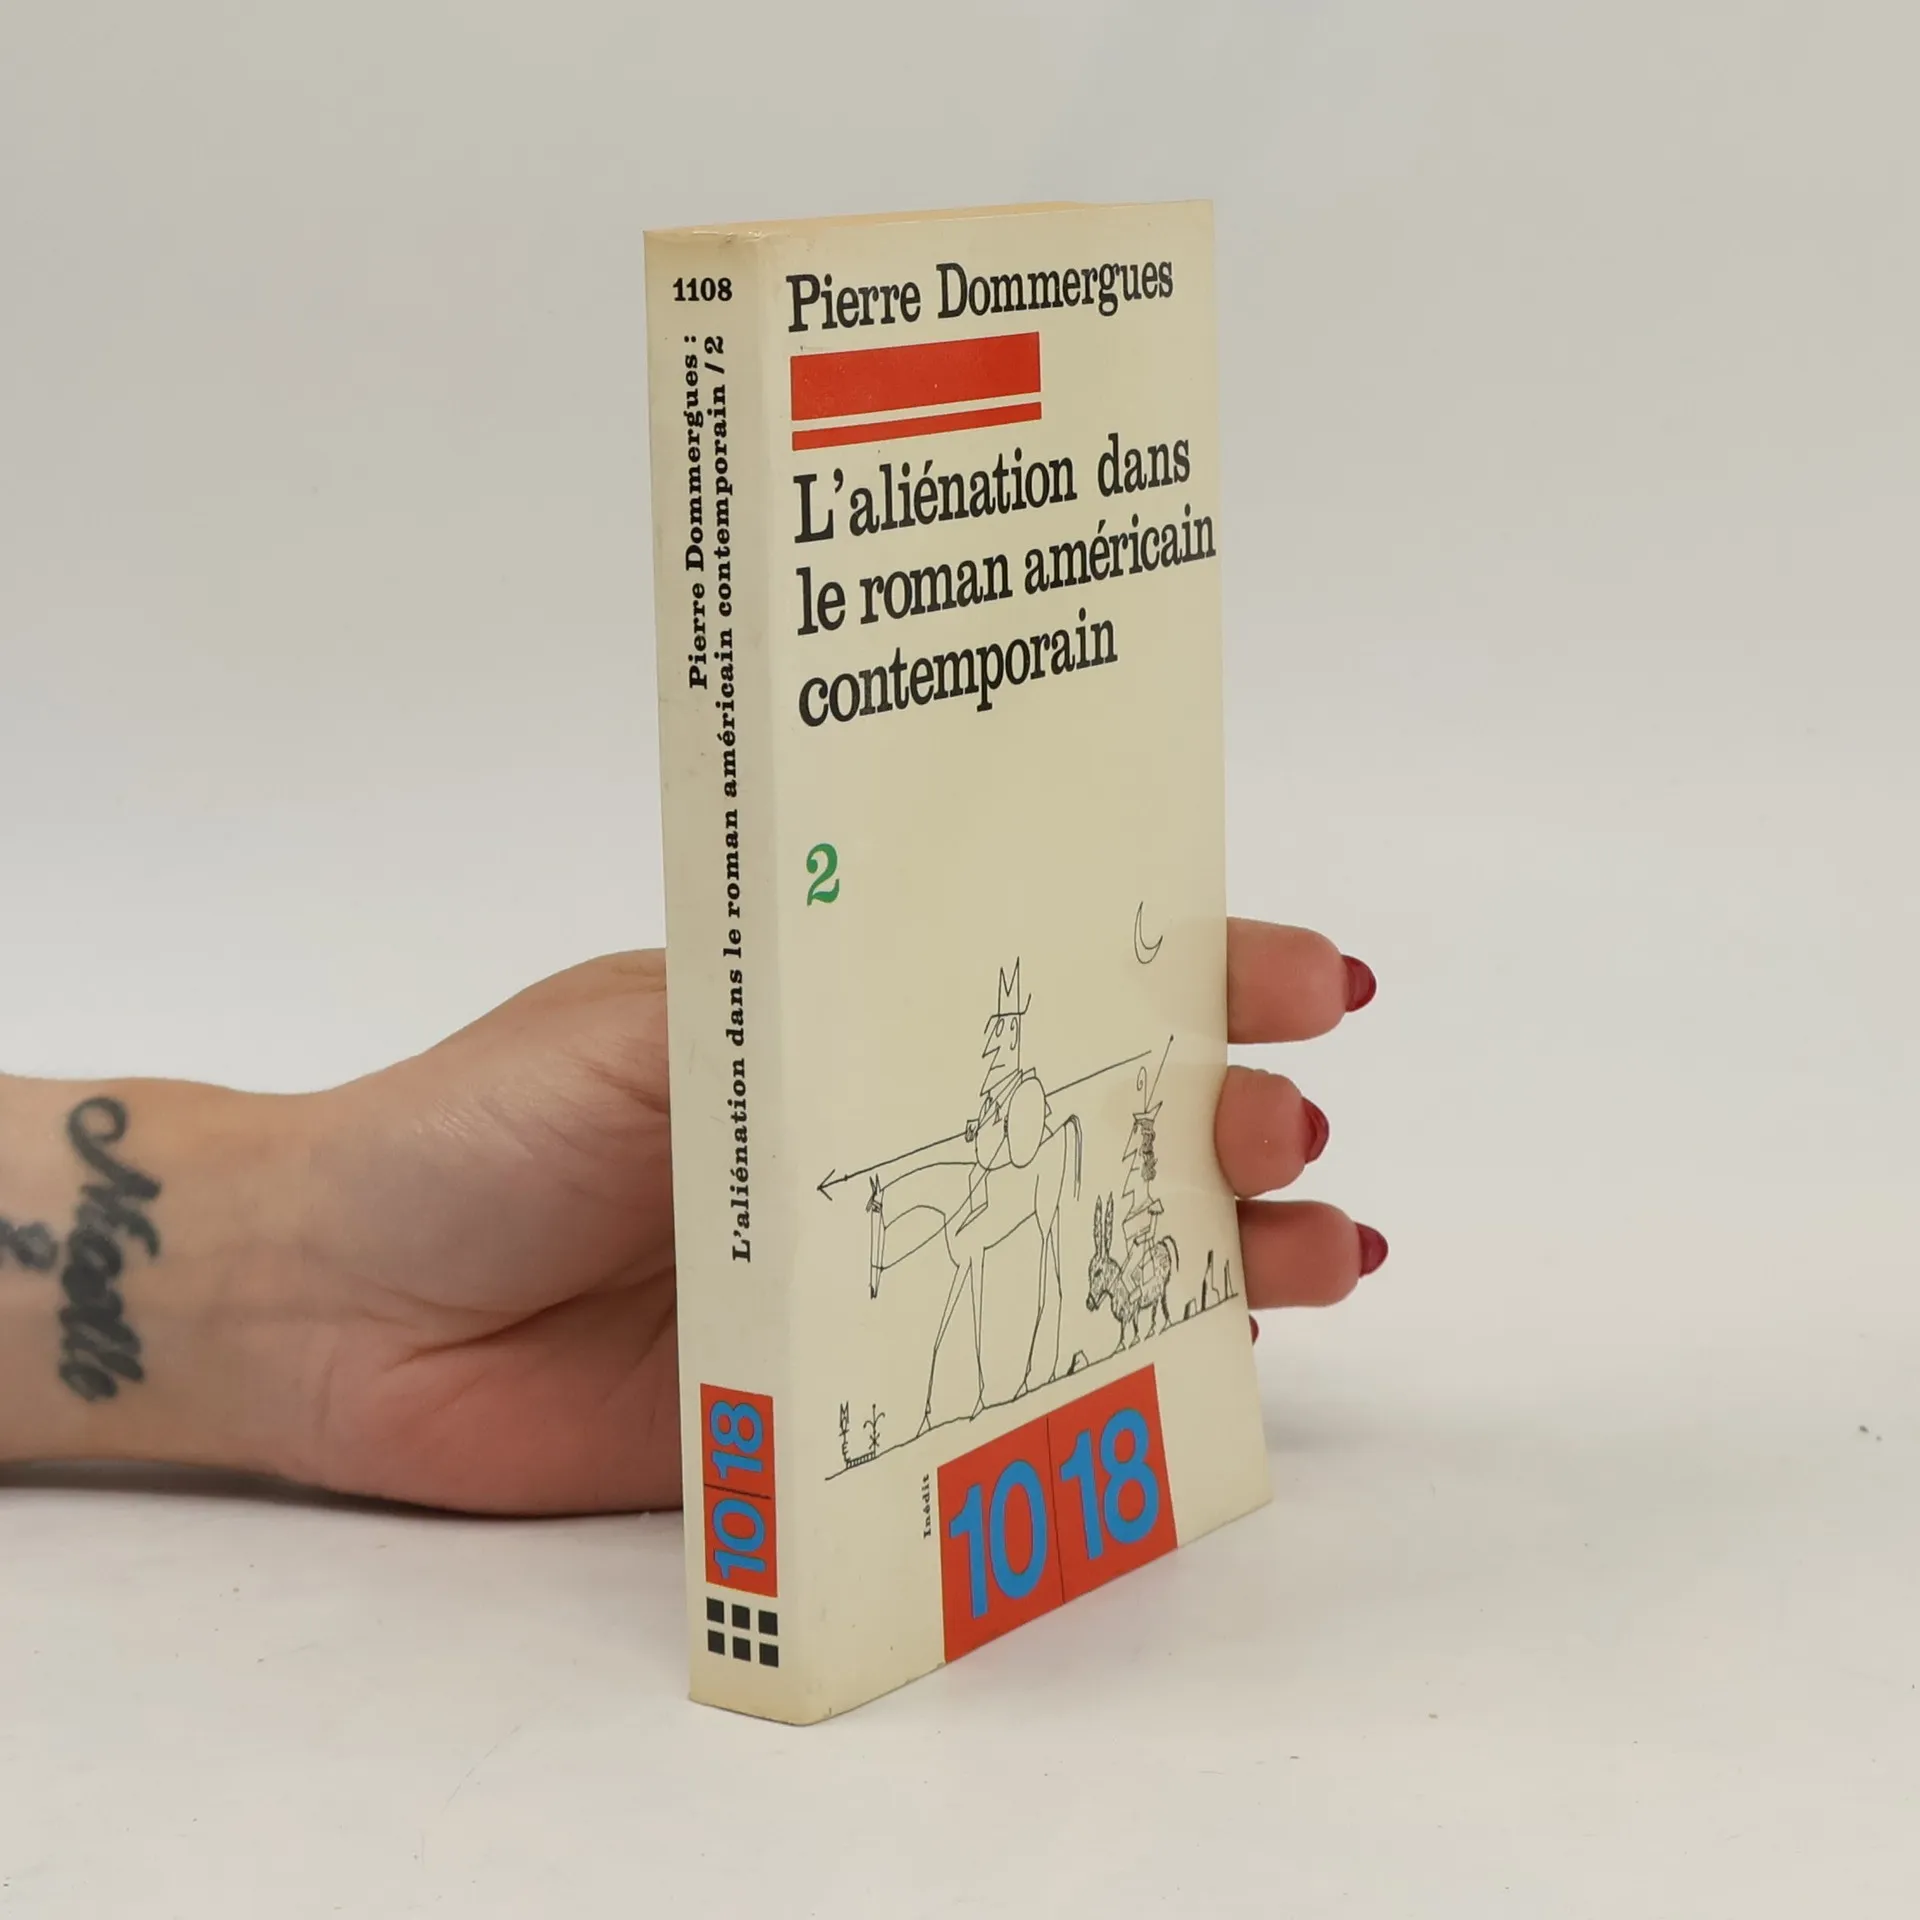 1108
Pierre Dommergues :
L'aliénation dans le roman américain contemporain / 2
10|18
Pierre Dommergues
L'aliénation dans
le roman américain
contemporain
2
Inédit
10|18